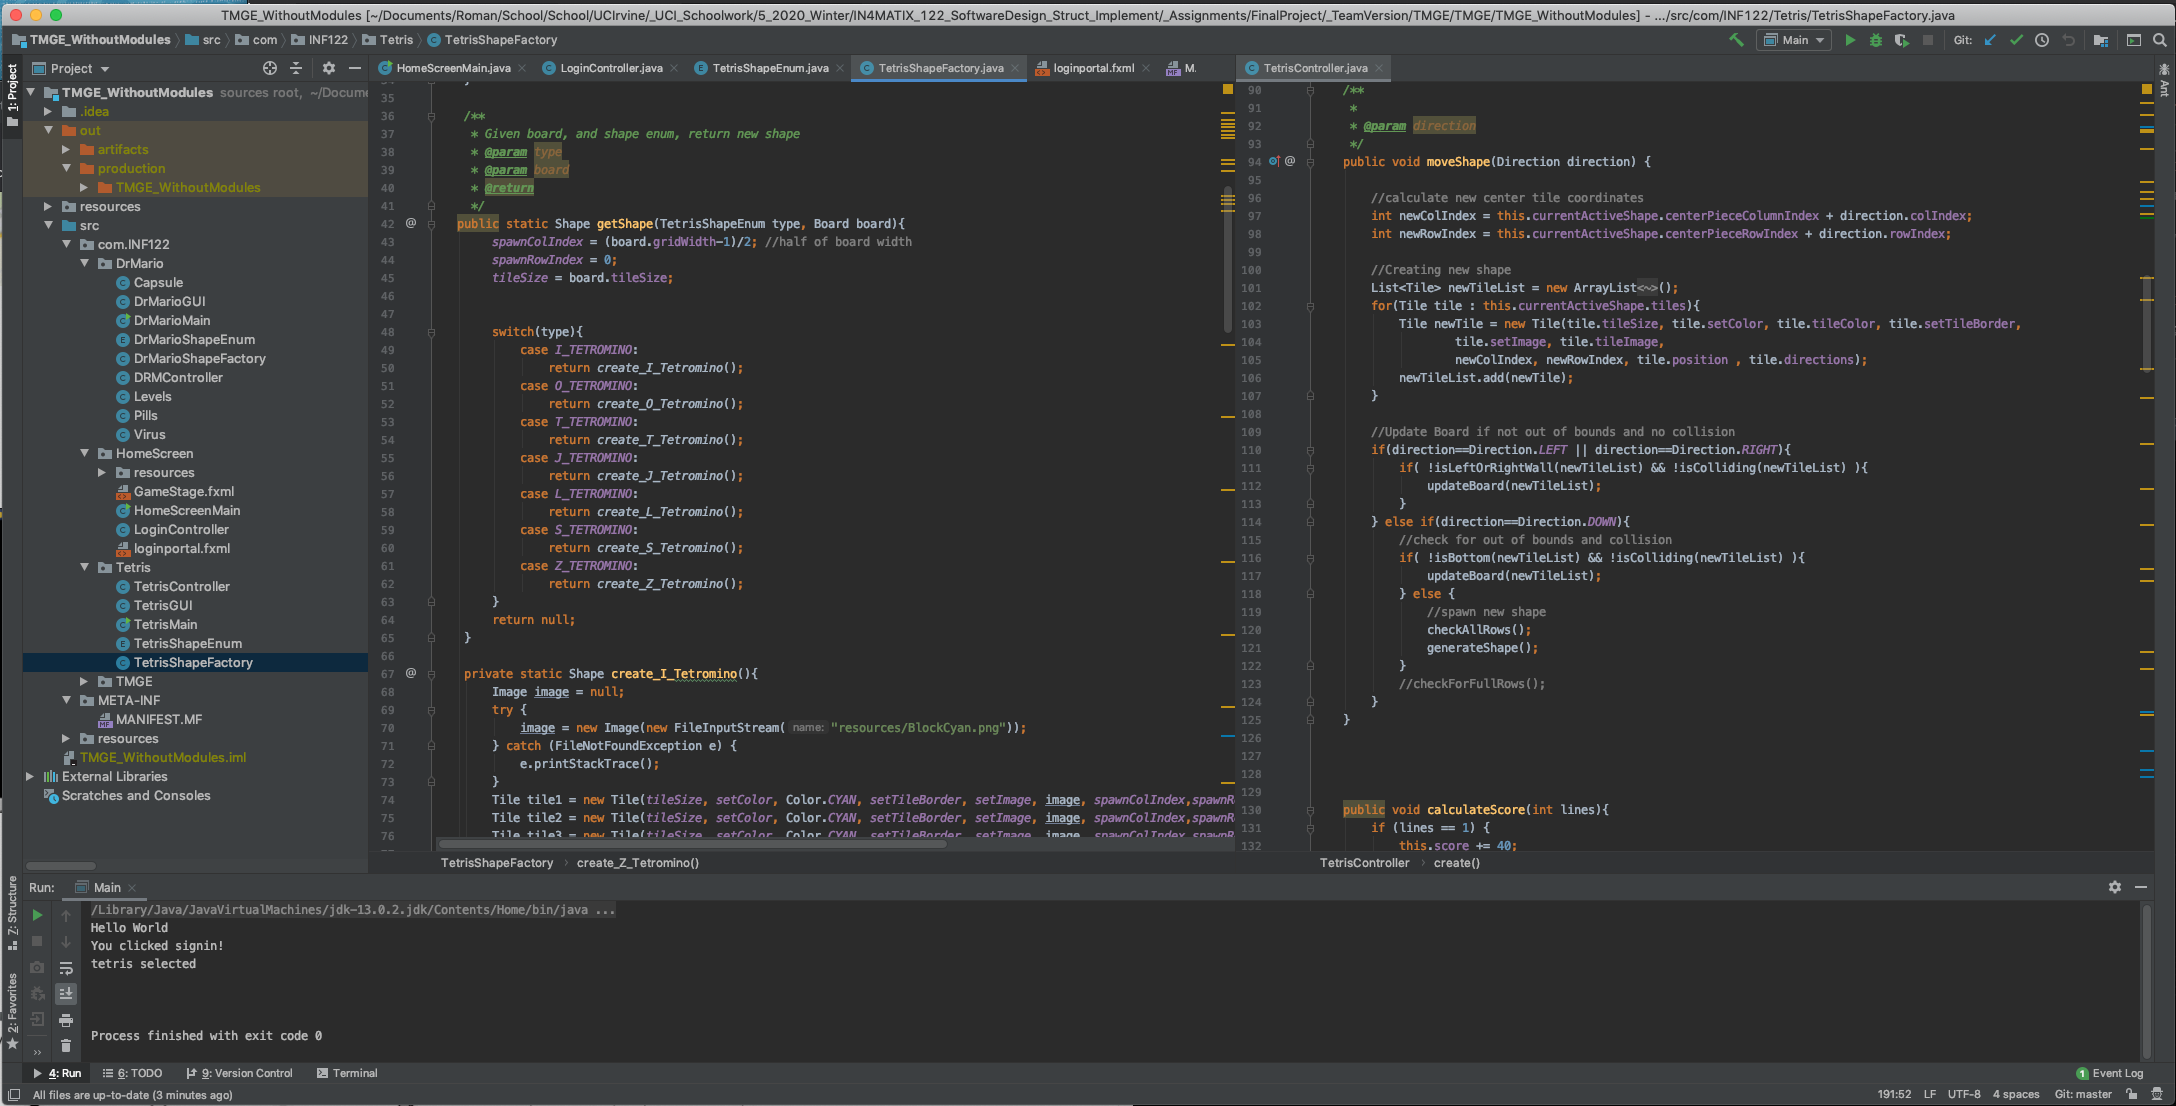 TMGE_WithoutModules [~/Documents/Roman/School/School/UCIrvine/_UCI_Schoolwork/5_2020_Winter/IN4MATIX_122_SoftwareDesign_Struct_Implement/_Assignments/FinalProject/_TeamVersion/TMGE/TMGE/TMGE_WithoutModules] - .../src/com/INF122/Tetris/TetrisShapeFactory.java
TMGE_WithoutModules src com INF122 Tetris TetrisShapeFactory
Main Git:
1: Project
Project
HomeScreenMain.java LoginController.java TetrisShapeEnum.java TetrisShapeFactory.java loginportal.fxml M.
TetrisController.java
Ant
TMGE_WithoutModules sources root, ~/Docume
.idea
out
artifacts
production
TMGE_WithoutModules
resources
src
com.INF122
DrMario
Capsule
DrMarioGUI
DrMarioMain
DrMarioShapeEnum
DrMarioShapeFactory
DRMController
Levels
Pills
Virus
HomeScreen
resources
GameStage.fxml
HomeScreenMain
LoginController
loginportal.fxml
Tetris
TetrisController
TetrisGUI
TetrisMain
TetrisShapeEnum
TetrisShapeFactory
TMGE
META-INF
MANIFEST.MF
resources
TMGE_WithoutModules.iml
External Libraries
Scratches and Consoles
35
36 /**
37 * Given board, and shape enum, return new shape
38 * @param type
39 * @param board
40 * @return
41 */
42 @ public static Shape getShape(TetrisShapeEnum type, Board board){
43 spawnColIndex = (board.gridWidth-1)/2; //half of board width
44 spawnRowIndex = 0;
45 tileSize = board.tileSize;
46
47
48 switch(type){
49 case I_TETROMINO:
50 return create_I_Tetromino();
51 case O_TETROMINO:
52 return create_O_Tetromino();
53 case T_TETROMINO:
54 return create_T_Tetromino();
55 case J_TETROMINO:
56 return create_J_Tetromino();
57 case L_TETROMINO:
58 return create_L_Tetromino();
59 case S_TETROMINO:
60 return create_S_Tetromino();
61 case Z_TETROMINO:
62 return create_Z_Tetromino();
63 }
64 return null;
65 }
66
67 @ private static Shape create_I_Tetromino(){
68 Image image = null;
69 try {
70 image = new Image(new FileInputStream( name: "resources/BlockCyan.png"));
71 } catch (FileNotFoundException e) {
72 e.printStackTrace();
73 }
74 Tile tile1 = new Tile(tileSize, setColor, Color.CYAN, setTileBorder, setImage, image, spawnColIndex,spawnR
75 Tile tile2 = new Tile(tileSize, setColor, Color.CYAN, setTileBorder, setImage, image, spawnColIndex,spawnR
76 Tile tile3 = new Tile(tileSize, setColor, Color.CYAN, setTileBorder, setImage, image, spawnColIndex,spawnR
TetrisShapeFactory create_Z_Tetromino()
90 /**
91 *
92 * @param direction
93 */
94 @ public void moveShape(Direction direction) {
95
96 //calculate new center tile coordinates
97 int newColIndex = this.currentActiveShape.centerPieceColumnIndex + direction.colIndex;
98 int newRowIndex = this.currentActiveShape.centerPieceRowIndex + direction.rowIndex;
99
100 //Creating new shape
101 List<Tile> newTileList = new ArrayList<~>();
102 for(Tile tile : this.currentActiveShape.tiles){
103 Tile newTile = new Tile(tile.tileSize, tile.setColor, tile.tileColor, tile.setTileBorder,
104 tile.setImage, tile.tileImage,
105 newColIndex, newRowIndex, tile.position , tile.directions);
106 newTileList.add(newTile);
107 }
108
109 //Update Board if not out of bounds and no collision
110 if(direction==Direction.LEFT || direction==Direction.RIGHT){
111 if( !isLeftOrRightWall(newTileList) && !isColliding(newTileList) ){
112 updateBoard(newTileList);
113 }
114 } else if(direction==Direction.DOWN){
115 //check for out of bounds and collision
116 if( !isBottom(newTileList) && !isColliding(newTileList) ){
117 updateBoard(newTileList);
118 } else {
119 //spawn new shape
120 checkAllRows();
121 generateShape();
122 }
123 //checkForFullRows();
124 }
125 }
126
127
128
129
130 public void calculateScore(int lines){
131 if (lines == 1) {
132 this.score += 40;
TetrisController create()
Run: Main
/Library/Java/JavaVirtualMachines/jdk-13.0.2.jdk/Contents/Home/bin/java ...
Hello World
You clicked signin!
tetris selected
Process finished with exit code 0
Z: Structure
2: Favorites
4: Run 6: TODO 9: Version Control Terminal 1 Event Log
All files are up-to-date (3 minutes ago) 191:52 LF UTF-8 4 spaces Git: master